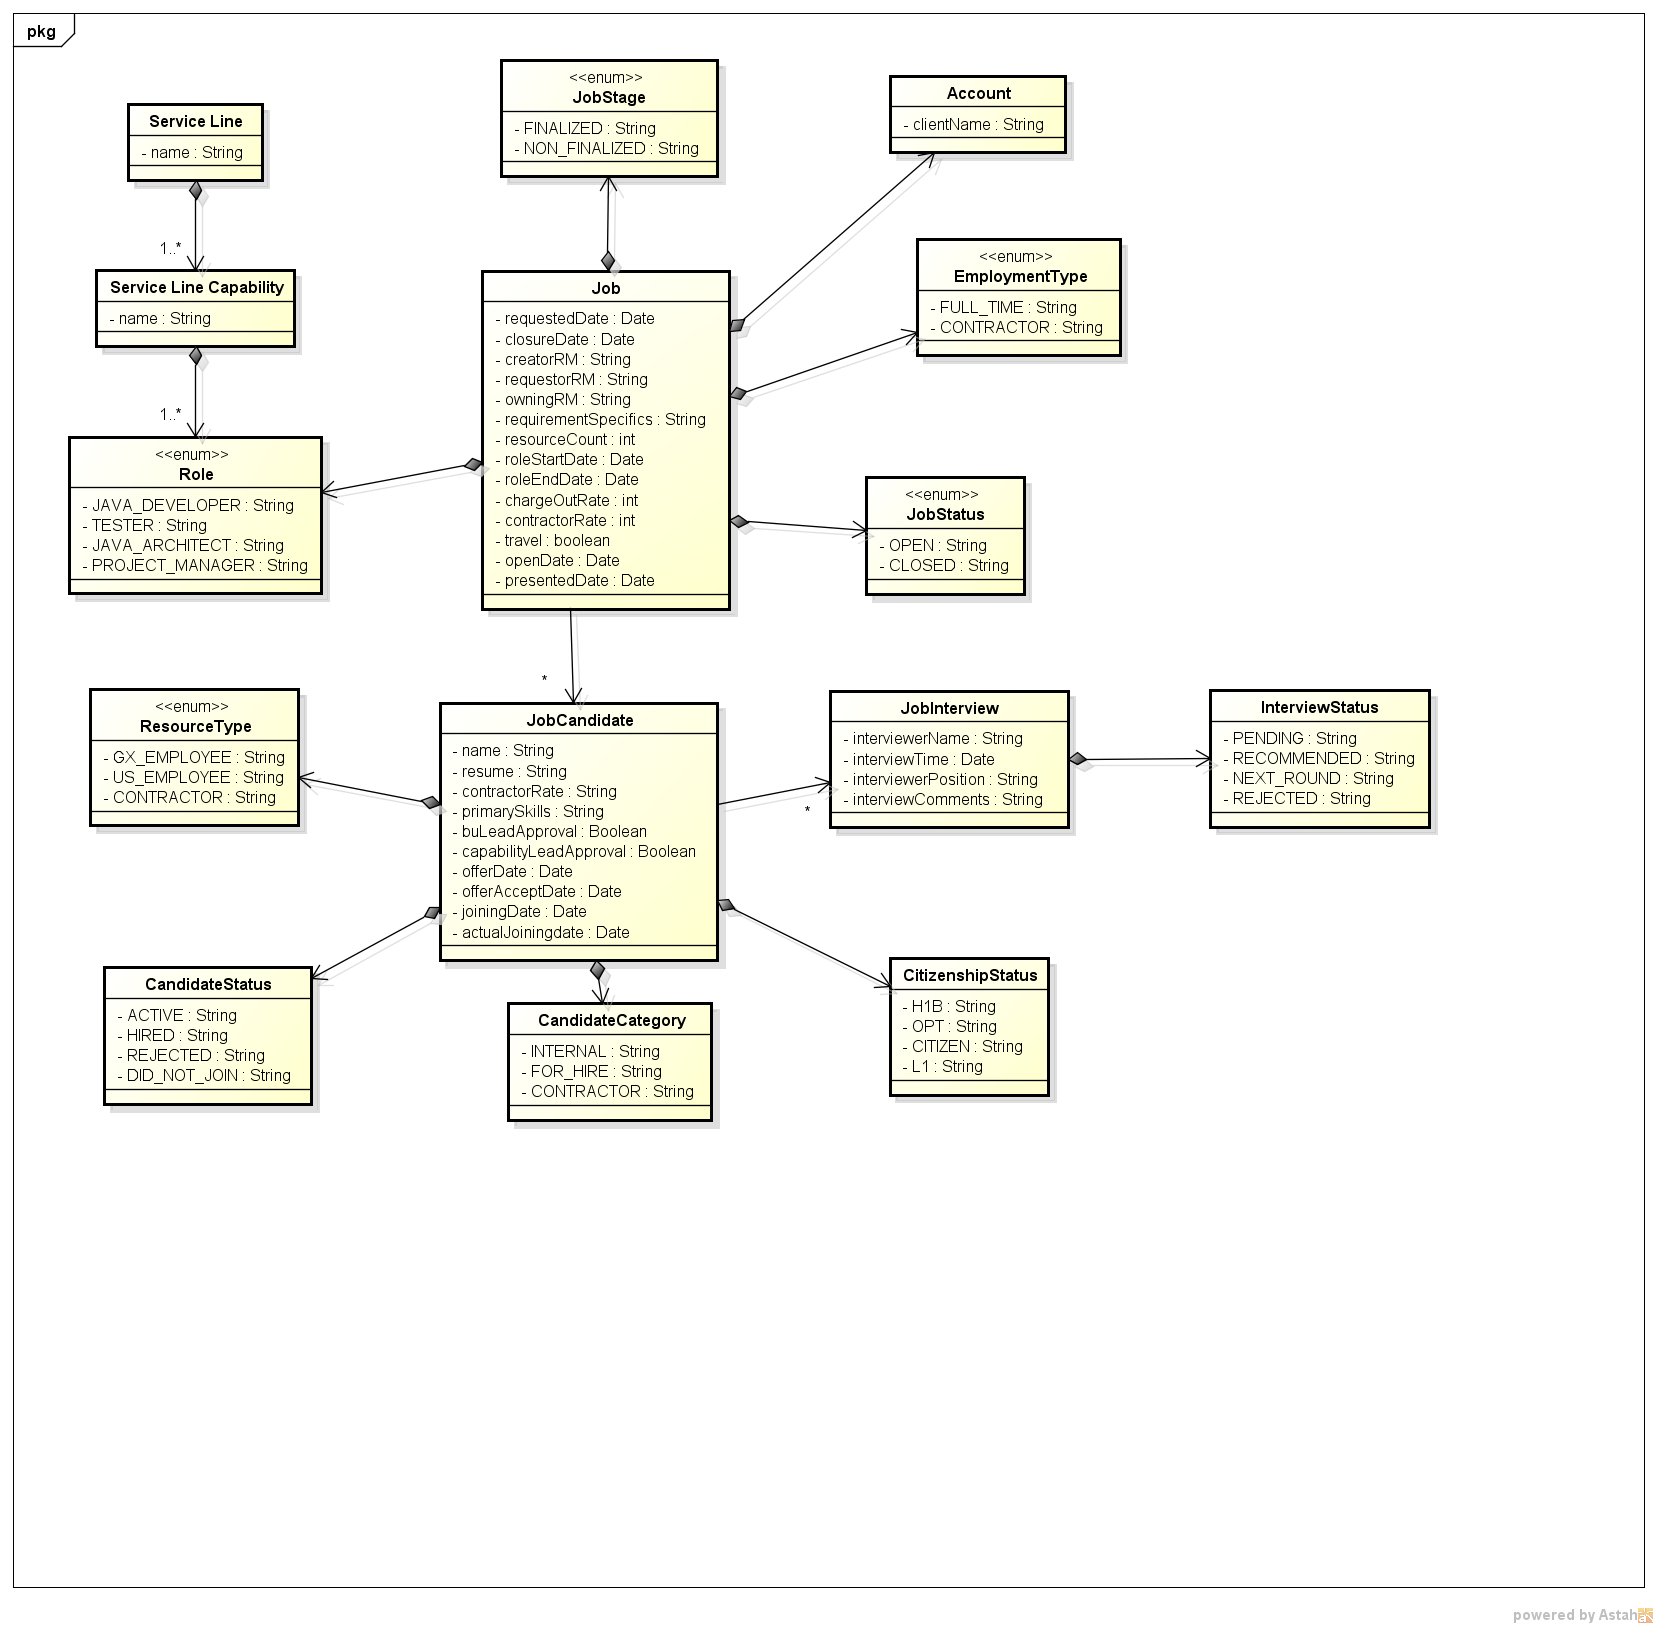 pkg
<<enum>>
JobStage
- FINALIZED : String
- NON_FINALIZED : String
Account
- clientName : String
Service Line
- name : String
1..*
<<enum>>
EmploymentType
- FULL_TIME : String
- CONTRACTOR : String
Service Line Capability
- name : String
1..*
Job
- requestedDate : Date
- closureDate : Date
- creatorRM : String
- requestorRM : String
- owningRM : String
- requirementSpecifics : String
- resourceCount : int
- roleStartDate : Date
- roleEndDate : Date
- chargeOutRate : int
- contractorRate : int
- travel : boolean
- openDate : Date
- presentedDate : Date
<<enum>>
Role
- JAVA_DEVELOPER : String
- TESTER : String
- JAVA_ARCHITECT : String
- PROJECT_MANAGER : String
<<enum>>
JobStatus
- OPEN : String
- CLOSED : String
*
<<enum>>
ResourceType
- GX_EMPLOYEE : String
- US_EMPLOYEE : String
- CONTRACTOR : String
JobCandidate
- name : String
- resume : String
- contractorRate : String
- primarySkills : String
- buLeadApproval : Boolean
- capabilityLeadApproval : Boolean
- offerDate : Date
- offerAcceptDate : Date
- joiningDate : Date
- actualJoiningdate : Date
*
JobInterview
- interviewerName : String
- interviewTime : Date
- interviewerPosition : String
- interviewComments : String
InterviewStatus
- PENDING : String
- RECOMMENDED : String
- NEXT_ROUND : String
- REJECTED : String
CandidateStatus
- ACTIVE : String
- HIRED : String
- REJECTED : String
- DID_NOT_JOIN : String
CandidateCategory
- INTERNAL : String
- FOR_HIRE : String
- CONTRACTOR : String
CitizenshipStatus
- H1B : String
- OPT : String
- CITIZEN : String
- L1 : String
powered by Astah